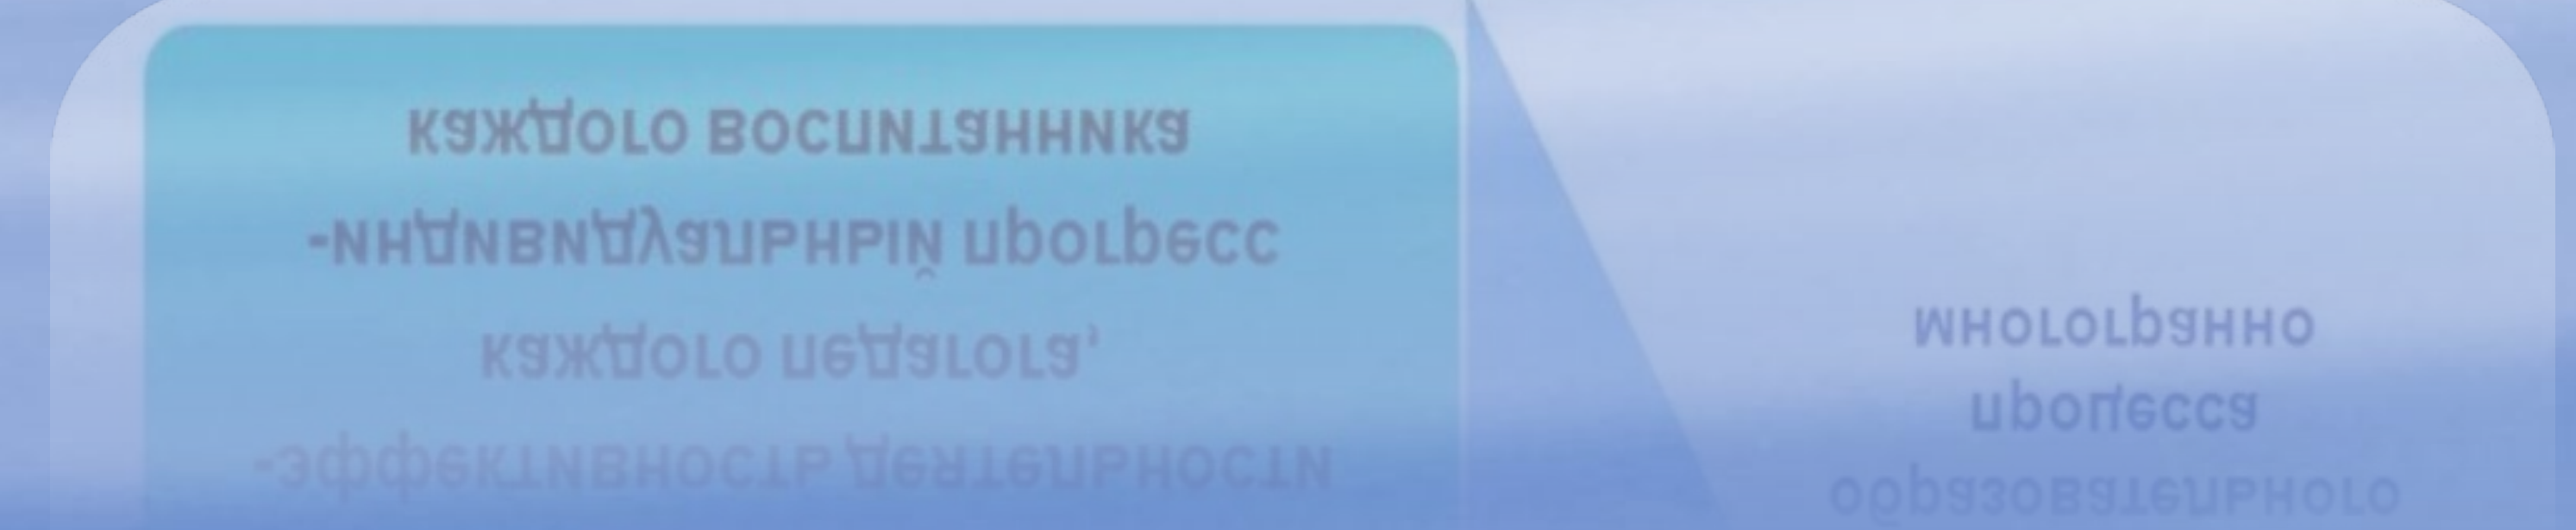 -эффективность деятельности
каждого педагога,
-индивидуальный прогресс
каждого воспитанника
образовательного
процесса
многогранно